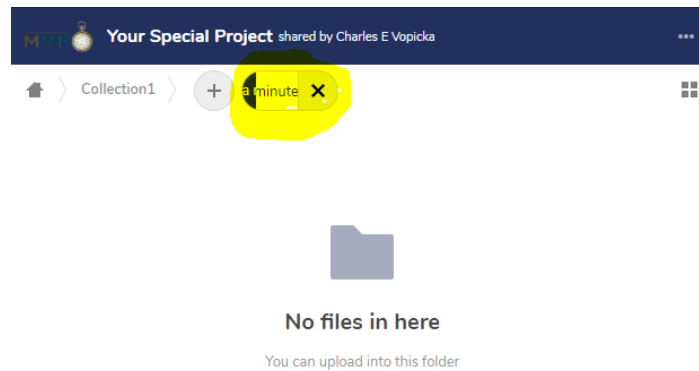 MYP Your Special Project shared by Charles E Vopicka
Collection1 + a minute ×
No files in here
You can upload into this folder